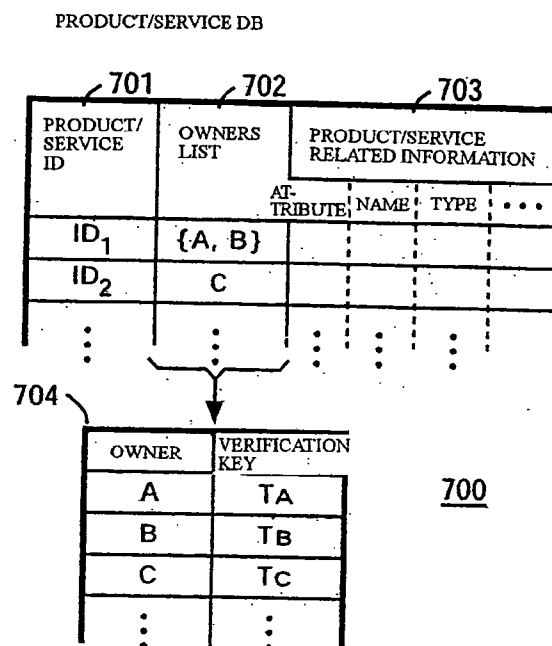 PRODUCT/SERVICE DB
701 702 703
PRODUCT/
SERVICE
ID
OWNERS
LIST
PRODUCT/SERVICE
RELATED INFORMATION
AT-
TRIBUTE
NAME
TYPE
ID1 {A, B}
ID2 C
704
OWNER
VERIFICATION
KEY
A TA
B TB
C TC
700